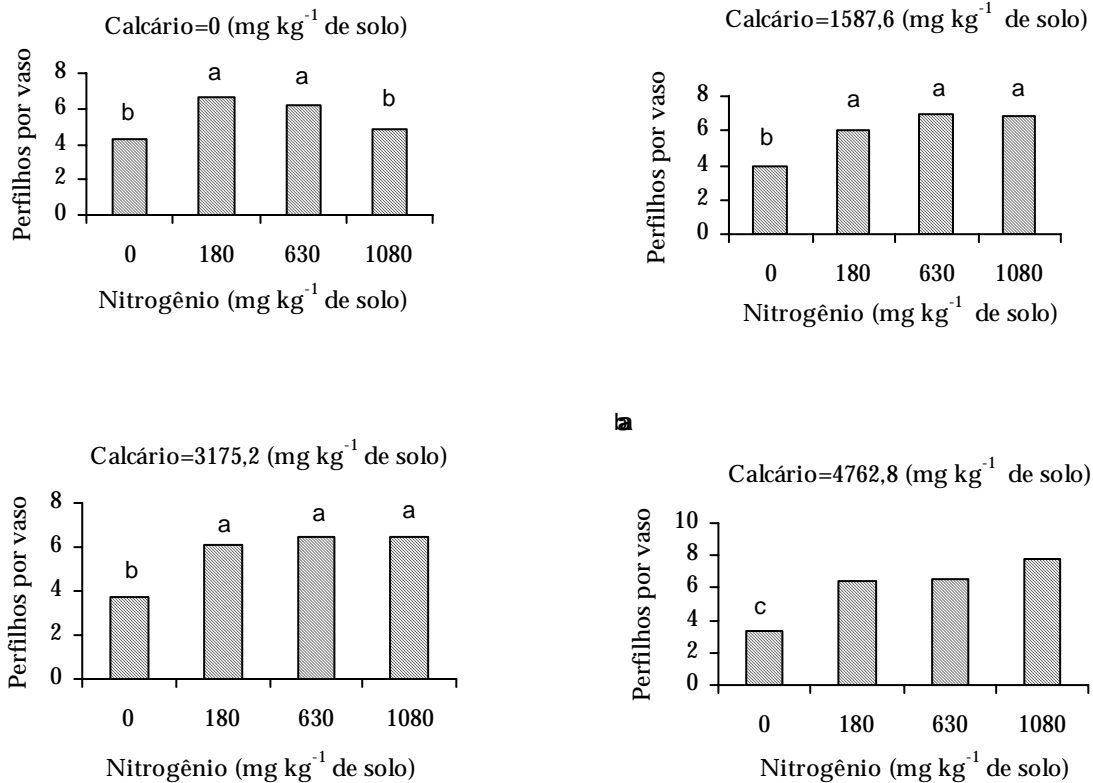 Calcário=0 (mg kg⁻¹ de solo)
Perfilhos por vaso
8
6
4
2
0
b
a
a
b
0 180 630 1080
Nitrogênio (mg kg⁻¹ de solo)
Calcário=1587,6 (mg kg⁻¹ de solo)
Perfilhos por vaso
8
6
4
2
0
b
a
a
a
0 180 630 1080
Nitrogênio (mg kg⁻¹ de solo)
Calcário=3175,2 (mg kg⁻¹ de solo)
Perfilhos por vaso
8
6
4
2
0
b
a
a
a
0 180 630 1080
Nitrogênio (mg kg⁻¹ de solo)
Calcário=4762,8 (mg kg⁻¹ de solo)
Perfilhos por vaso
10
8
6
4
2
0
c
0 180 630 1080
Nitrogênio (mg kg⁻¹ de solo)